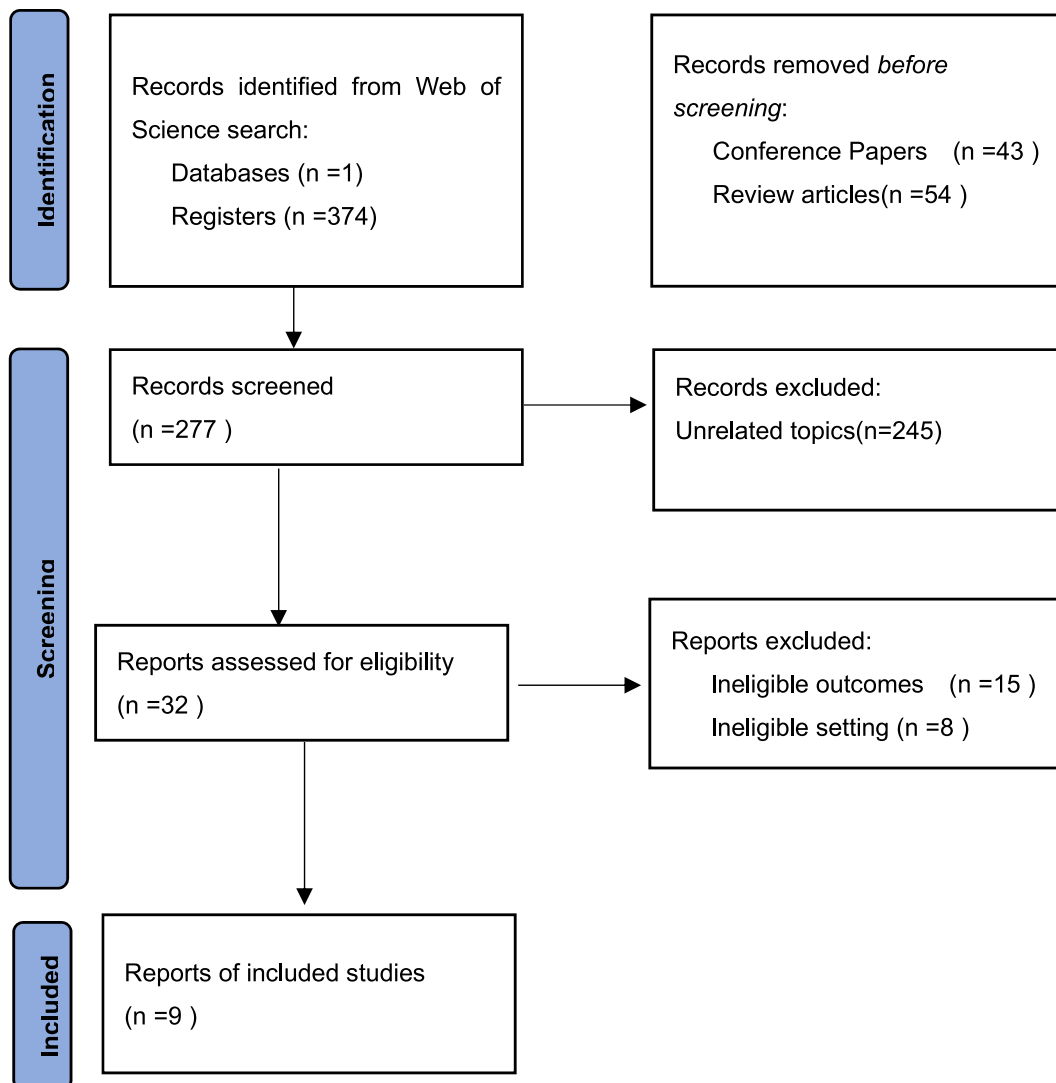 Identification
Records identified from Web of
Science search:
Databases (n =1)
Registers (n =374)
Records removed before
screening:
Conference Papers (n =43 )
Review articles(n =54 )
Screening
Records screened
(n =277 )
Records excluded:
Unrelated topics(n=245)
Reports assessed for eligibility
(n =32 )
Reports excluded:
Ineligible outcomes (n =15 )
Ineligible setting (n =8 )
Included
Reports of included studies
(n =9 )